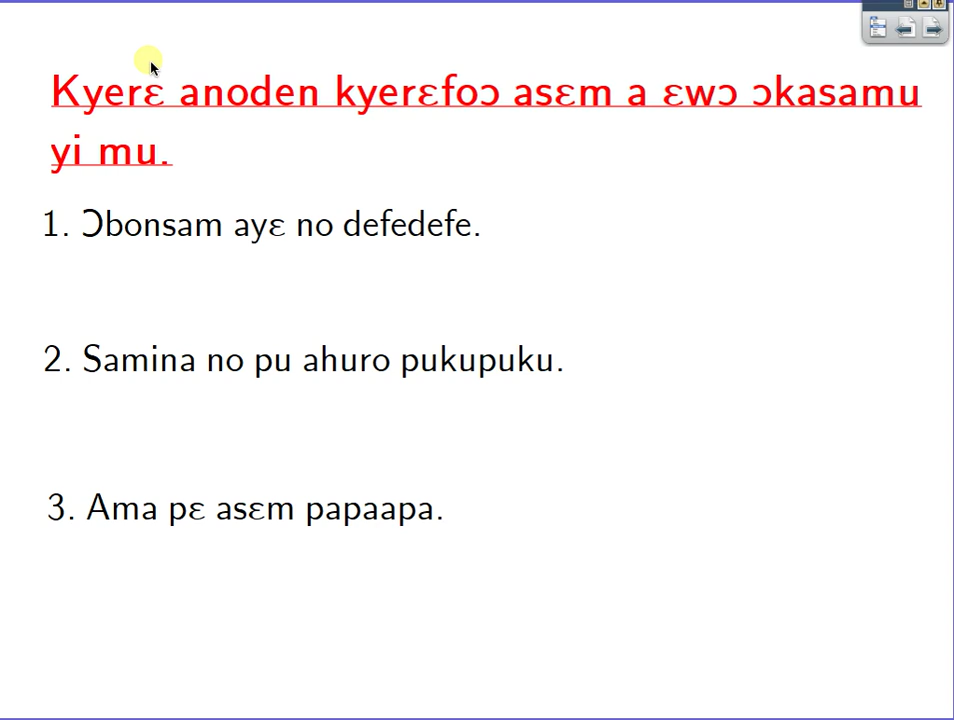 Kyerɛ anoden kyerɛfoɔ asɛm a ɛwɔ ɔkasamu
yi mu.
1. Ɔbonsam ayɛ no defedefe.
2. Samina no pu ahuro pukupuku.
3. Ama pɛ asɛm papaapa.